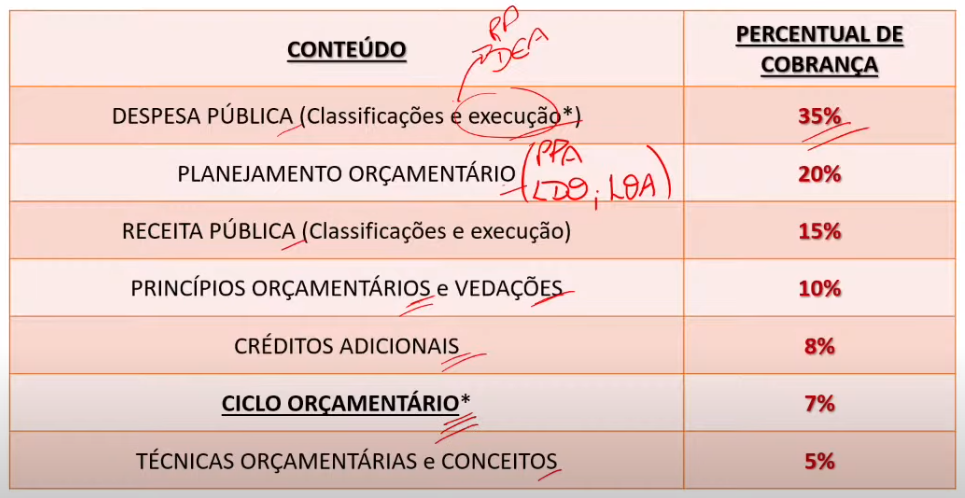 RP
DEA
CONTEÚDO
PERCENTUAL DE
COBRANÇA
DESPESA PÚBLICA (Classificações e execução*)
35%
PLANEJAMENTO ORÇAMENTÁRIO
(PPA
LDO; LOA)
20%
RECEITA PÚBLICA (Classificações e execução)
15%
PRINCÍPIOS ORÇAMENTÁRIOS e VEDAÇÕES
10%
CRÉDITOS ADICIONAIS
8%
CICLO ORÇAMENTÁRIO*
7%
TÉCNICAS ORÇAMENTÁRIAS e CONCEITOS
5%